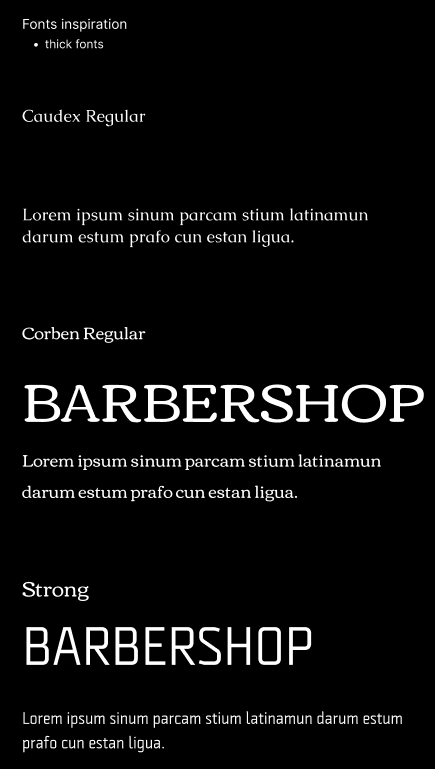 Fonts inspiration
• thick fonts
Caudex Regular
Lorem ipsum sinum parcam stium latinamun
darum estum prafo cun estan ligua.
Corben Regular
BARBERSHOP
Lorem ipsum sinum parcam stium latinamun
darum estum prafo cun estan ligua.
Strong
BARBERSHOP
Lorem ipsum sinum parcam stium latinamun darum estum
prafo cun estan ligua.